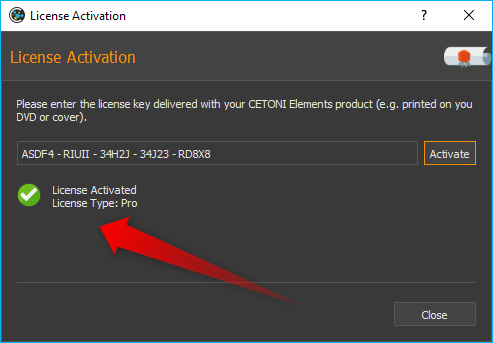 License Activation
?
License Activation
Please enter the license key delivered with your CETONI Elements product (e.g. printed on you
DVD or cover).
ASDF4 - RIUII - 34H2J - 34J23 - RD8X8
Activate
License Activated
License Type: Pro
Close